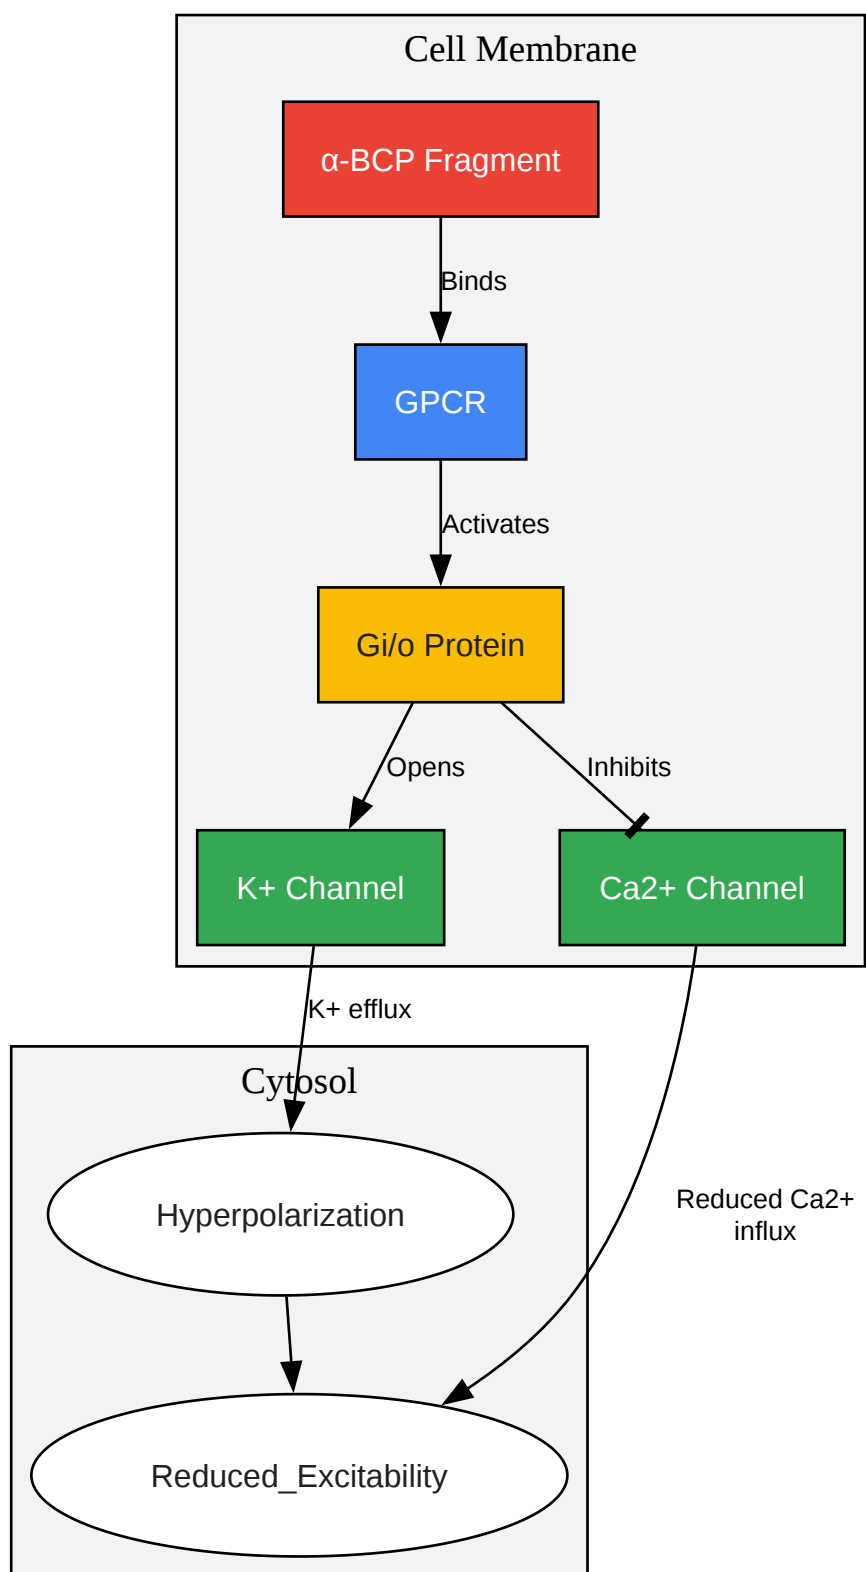 Cell Membrane
α-BCP Fragment
Binds
GPCR
Activates
Gi/o Protein
Opens
Inhibits
K+ Channel
Ca2+ Channel
K+ efflux
Cytosol
Hyperpolarization
Reduced Ca2+
influx
Reduced_Excitability